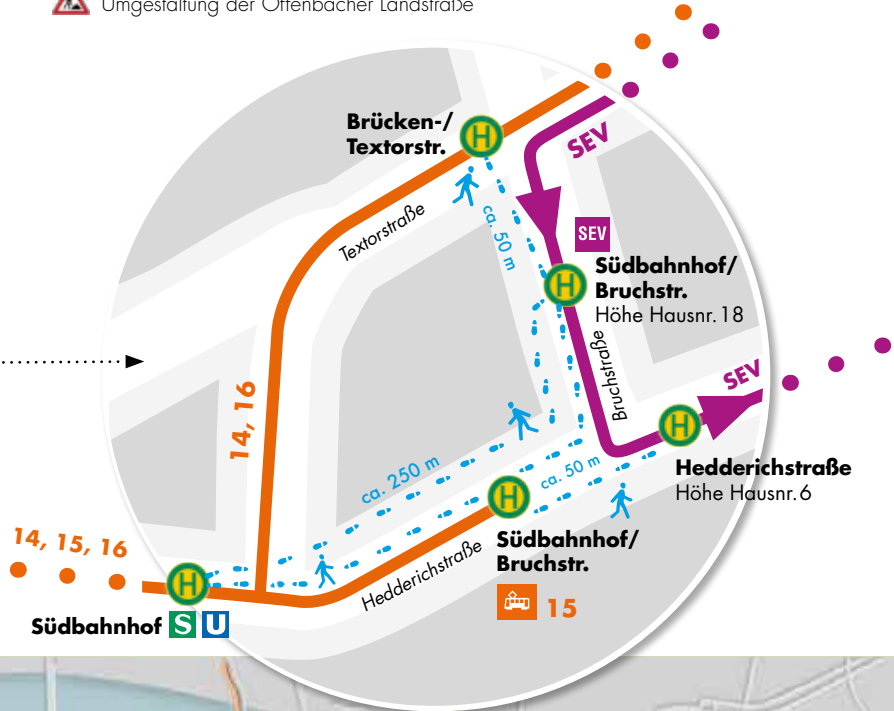 Umgestaltung der Offenbacher Landstraße
Brücken-/
Textorstr.
H
SEV
Textorstraße
ca. 50 m
SEV
H
Südbahnhof/
Bruchstr.
Höhe Hausnr. 18
Bruchstraße
14, 16
SEV
H
Hedderichstraße
Höhe Hausnr. 6
ca. 250 m
ca. 50 m
H
Südbahnhof/
Bruchstr.
15
Hedderichstraße
14, 15, 16
H
Südbahnhof S U